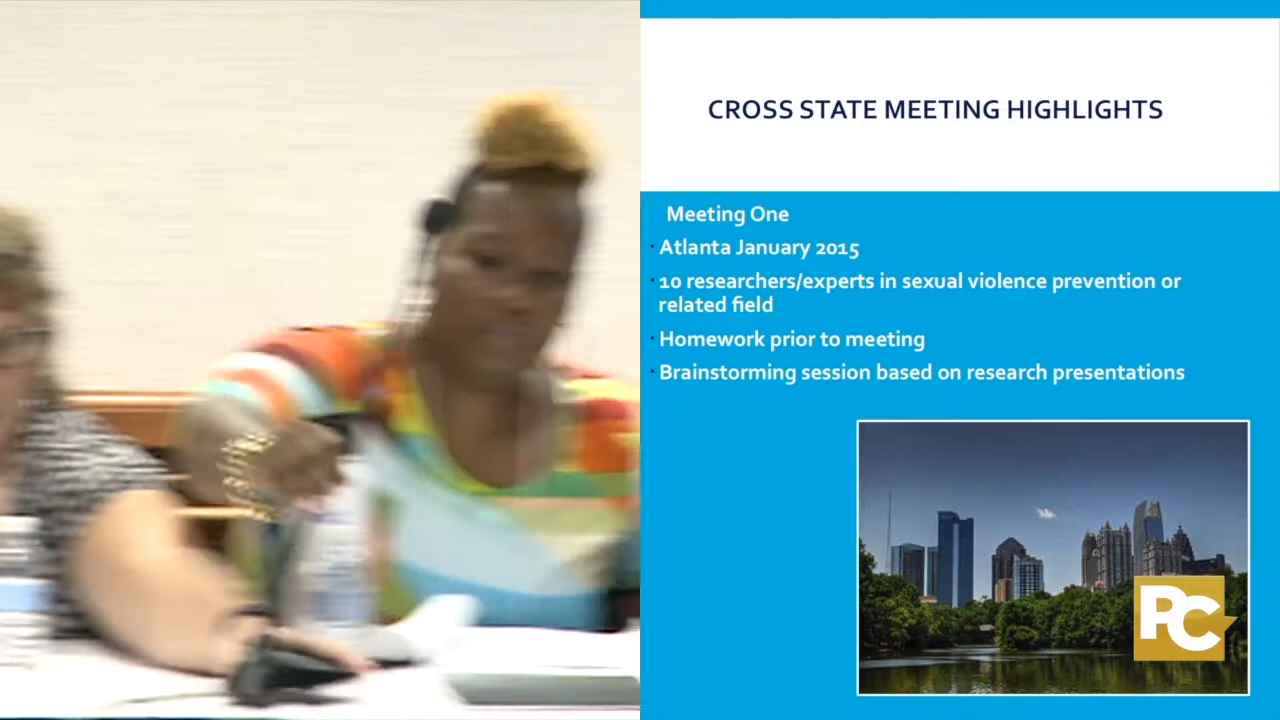 CROSS STATE MEETING HIGHLIGHTS
Meeting One
Atlanta January 2015
10 researchers/experts in sexual violence prevention or
related field
Homework prior to meeting
Brainstorming session based on research presentations
PC